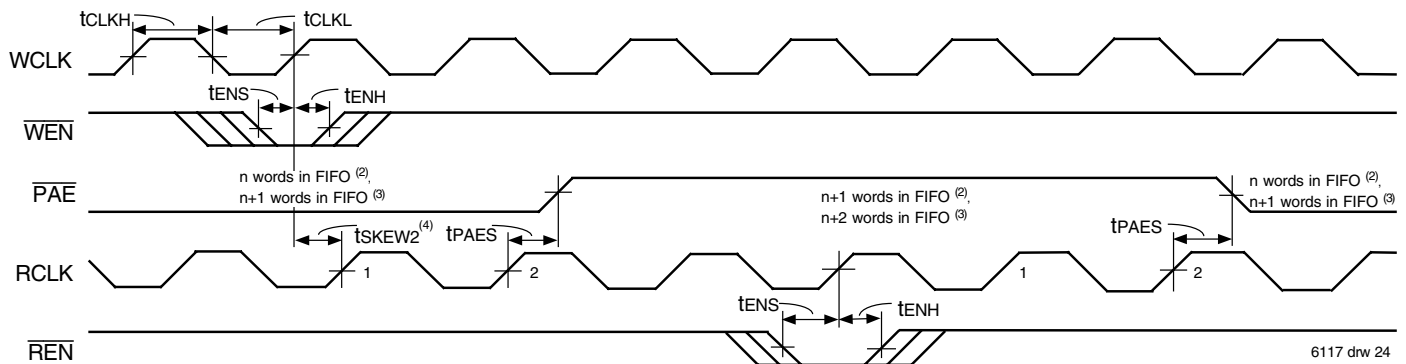 tCLKH
tCLKL
WCLK
tENS
tENH
WEN
n words in FIFO (2),
n+1 words in FIFO (3)
PAE
n+1 words in FIFO (2),
n+2 words in FIFO (3)
n words in FIFO (2),
n+1 words in FIFO (3)
tSKEW2(4)
tPAES
tPAES
RCLK
1
2
1
2
tENS
tENH
REN
6117 drw 24